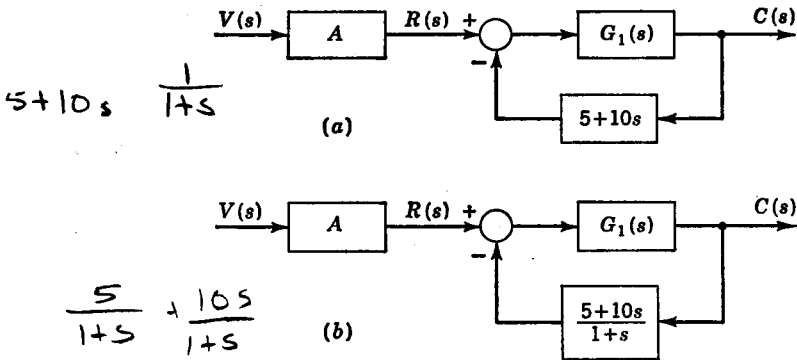 V(s) A R(s) + G₁(s) C(s)
−
5+10s 1/(1+s)
5+10s
(a)
V(s) A R(s) + G₁(s) C(s)
−
5/(1+s) + 10s/(1+s)
(5+10s)/(1+s)
(b)